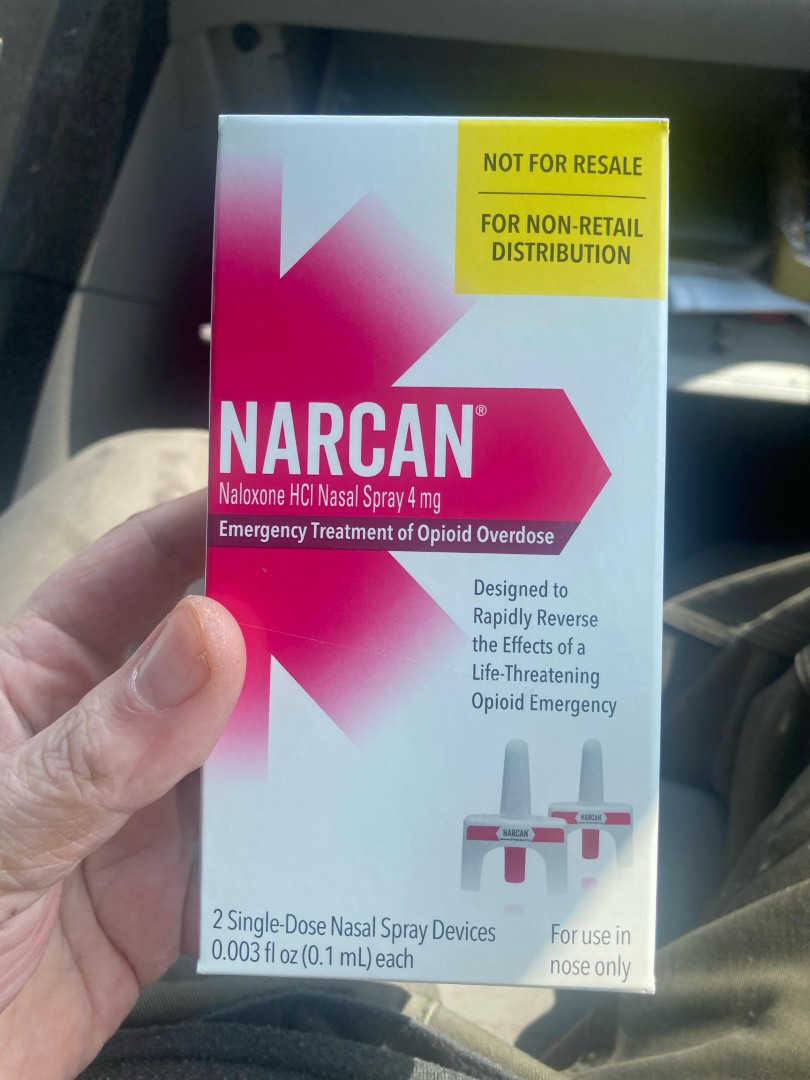 NOT FOR RESALE
FOR NON-RETAIL
DISTRIBUTION
NARCAN®
Naloxone HCl Nasal Spray 4 mg
Emergency Treatment of Opioid Overdose
Designed to
Rapidly Reverse
the Effects of a
Life-Threatening
Opioid Emergency
NARCAN
NARCAN
2 Single-Dose Nasal Spray Devices
0.003 fl oz (0.1 mL) each
For use in
nose only